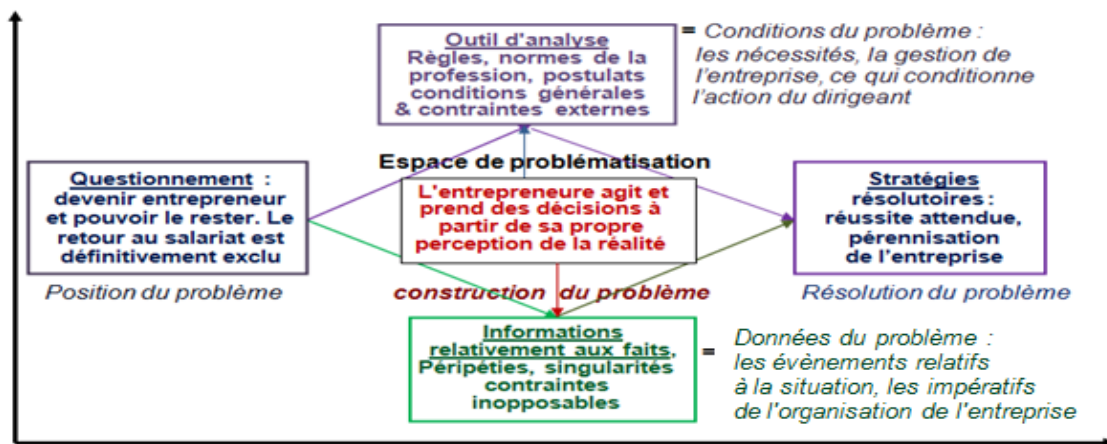 Outil d'analyse
Règles, normes de la
profession, postulats
conditions générales
& contraintes externes
= Conditions du problème :
les nécessités, la gestion de
l'entreprise, ce qui conditionne
l'action du dirigeant
Espace de problématisation
Questionnement :
devenir entrepreneur
et pouvoir le rester. Le
retour au salariat est
définitivement exclu
L'entrepreneure agit et
prend des décisions à
partir de sa propre
perception de la réalité
Stratégies
résolutoires :
réussite attendue,
pérennisation
de l'entreprise
Position du problème
construction du problème
Résolution du problème
Informations
relativement aux faits,
Péripéties, singularités
contraintes
inopposables
= Données du problème :
les évènements relatifs
à la situation, les impératifs
de l'organisation de l'entreprise